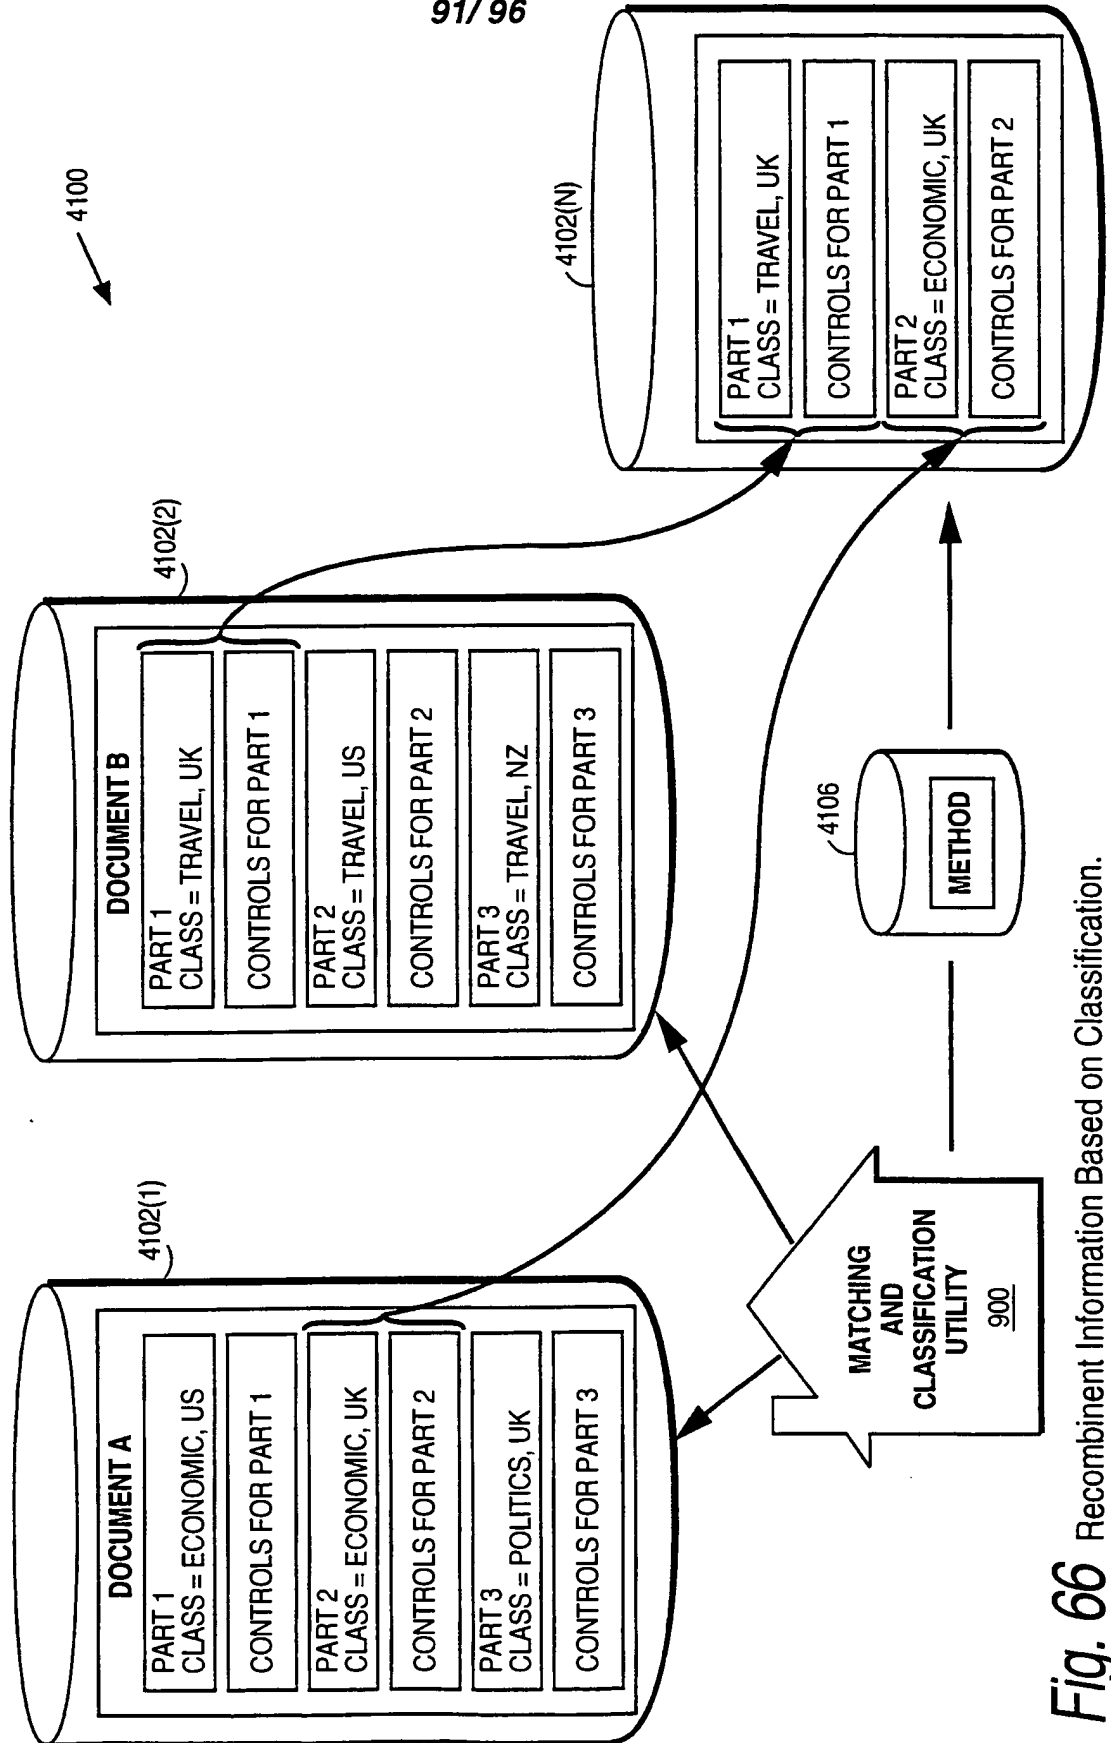 91/96
4100
4102(1)
DOCUMENT A
PART 1
CLASS = ECONOMIC, US
CONTROLS FOR PART 1
PART 2
CLASS = ECONOMIC, UK
CONTROLS FOR PART 2
PART 3
CLASS = POLITICS, UK
CONTROLS FOR PART 3
4102(2)
DOCUMENT B
PART 1
CLASS = TRAVEL, UK
CONTROLS FOR PART 1
PART 2
CLASS = TRAVEL, US
CONTROLS FOR PART 2
PART 3
CLASS = TRAVEL, NZ
CONTROLS FOR PART 3
4102(N)
PART 1
CLASS = TRAVEL, UK
CONTROLS FOR PART 1
PART 2
CLASS = ECONOMIC, UK
CONTROLS FOR PART 2
MATCHING
AND
CLASSIFICATION
UTILITY
900
4106
METHOD
Fig. 66 Recombinent Information Based on Classification.